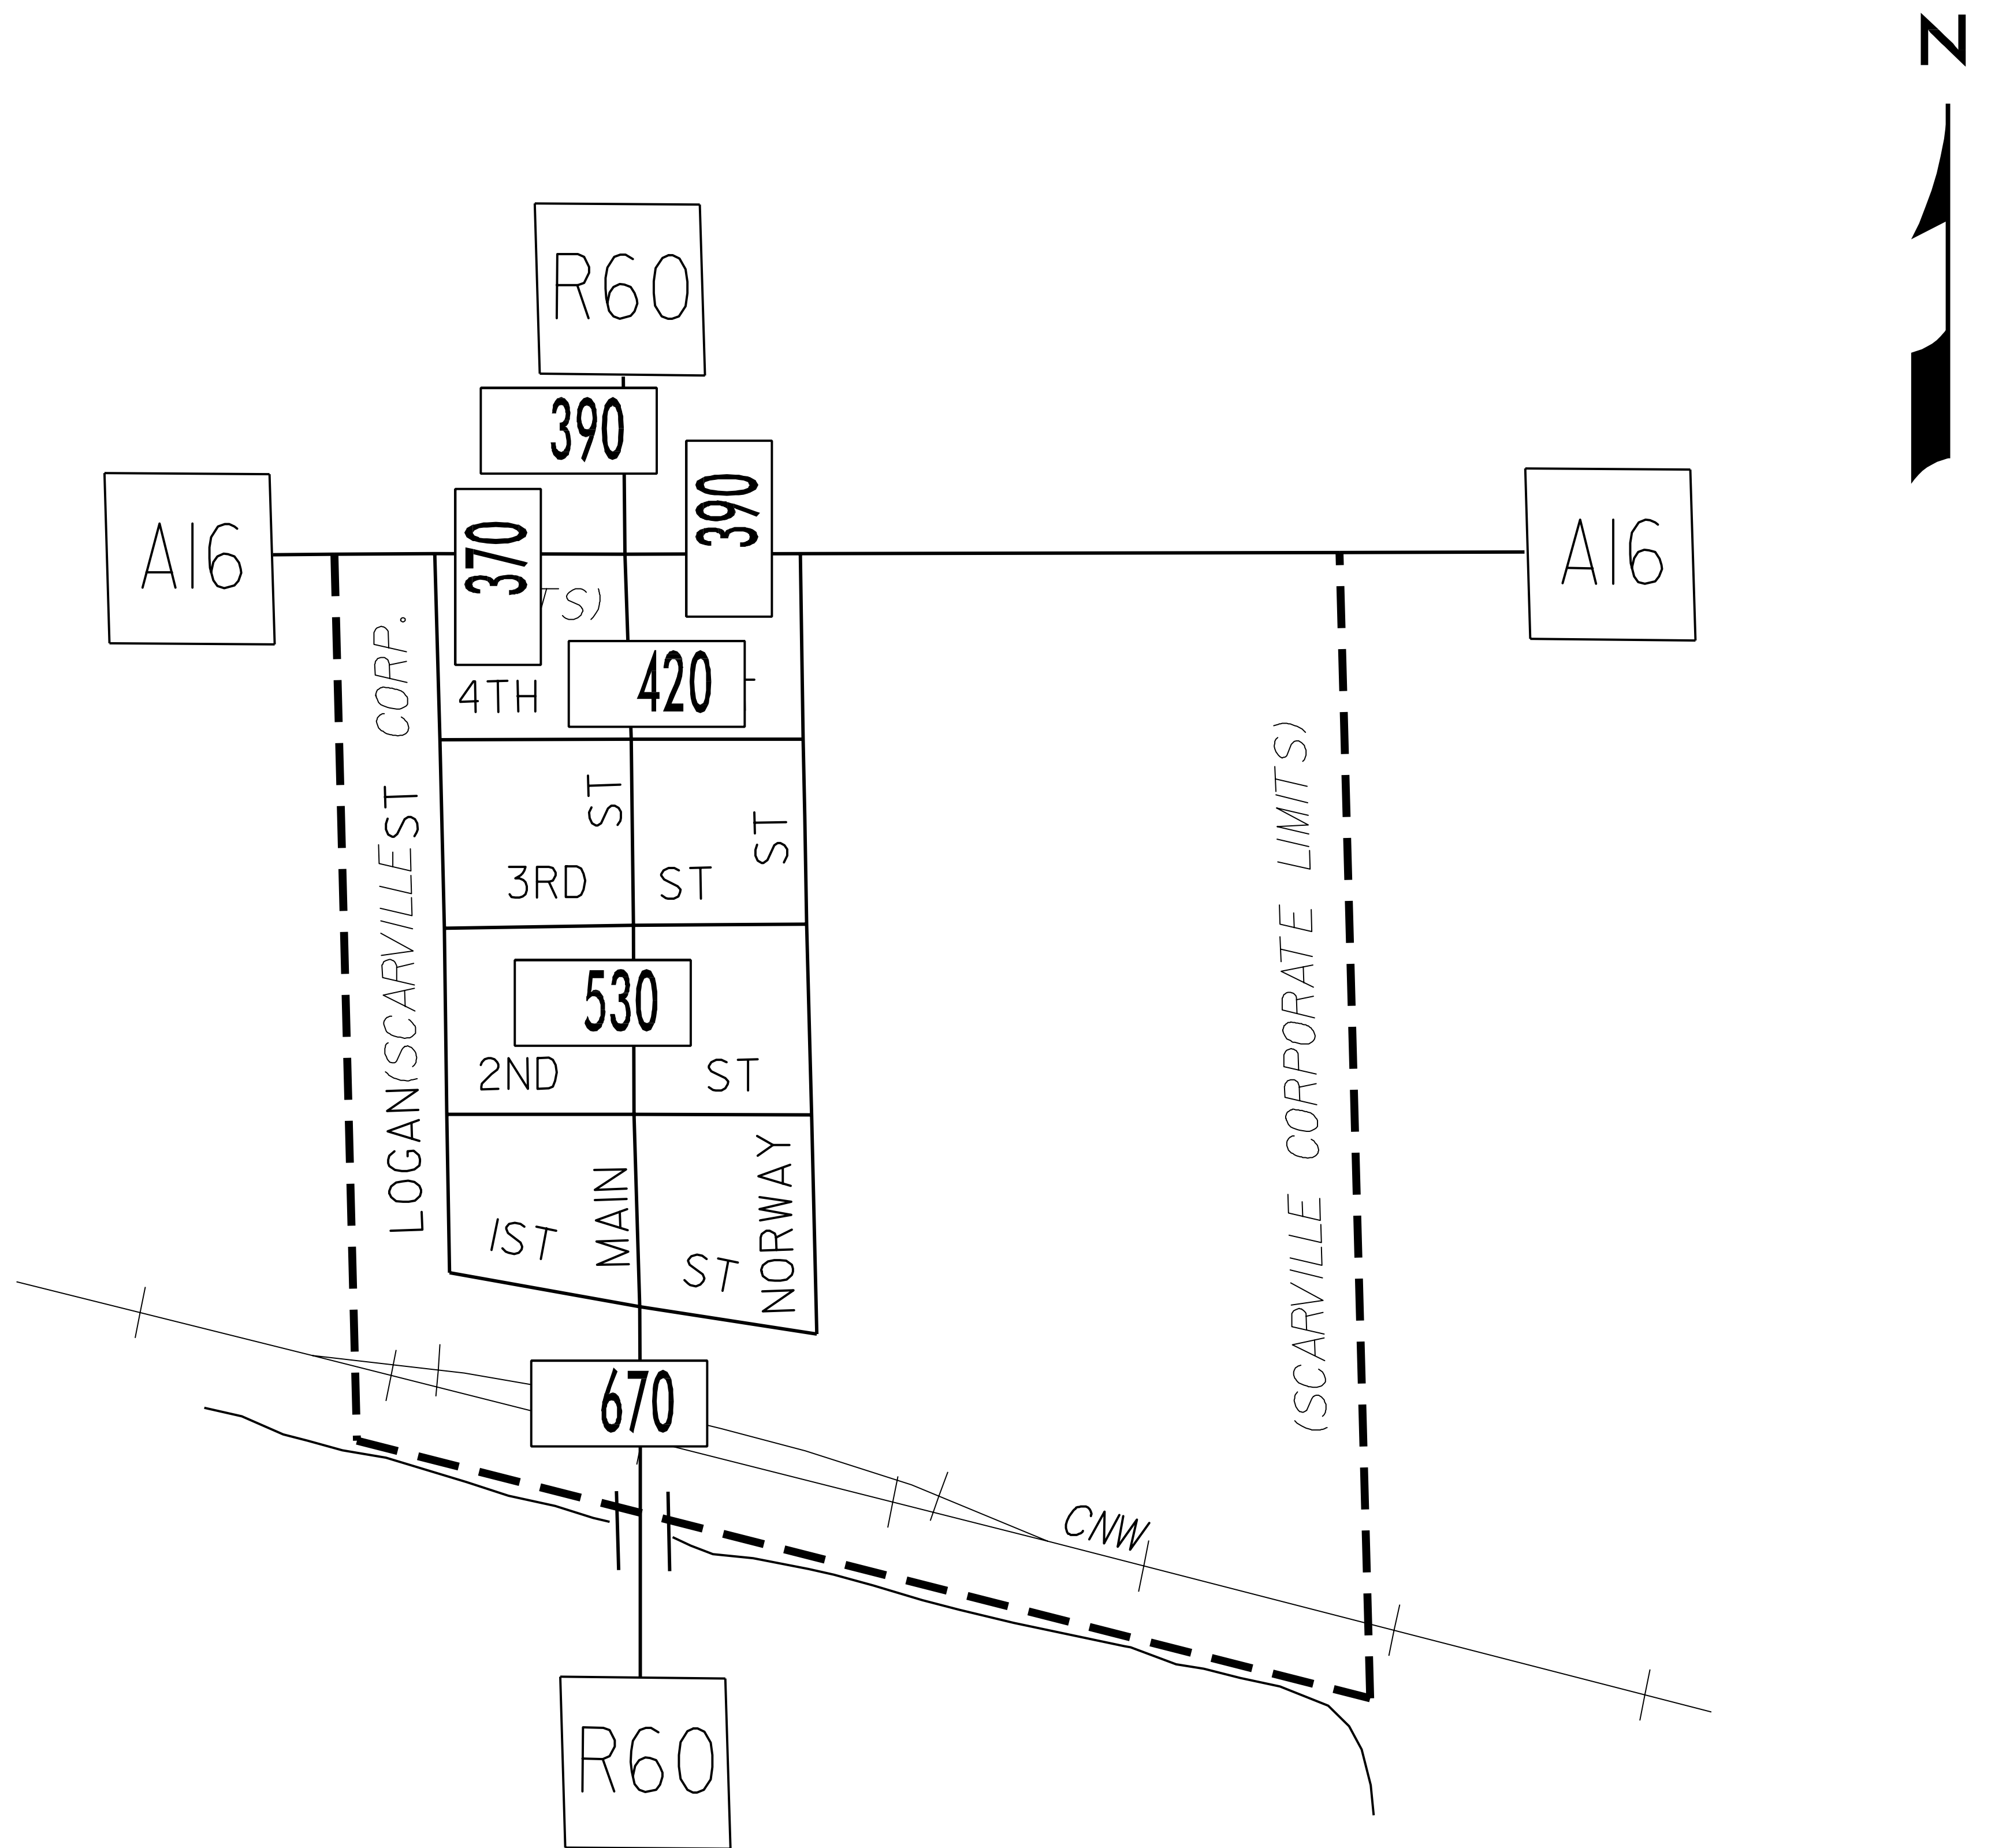 N
R60
390
390
A16
370
TS)
A16
420
4TH
CORP.
ST
ST
ST
3RD
ST
(SCARVILLE
530
2ND
ST
LOGAN
MAIN
NORWAY
1ST
ST
(SCARVILLE CORPORATE LIMITS)
670
CNW
R60